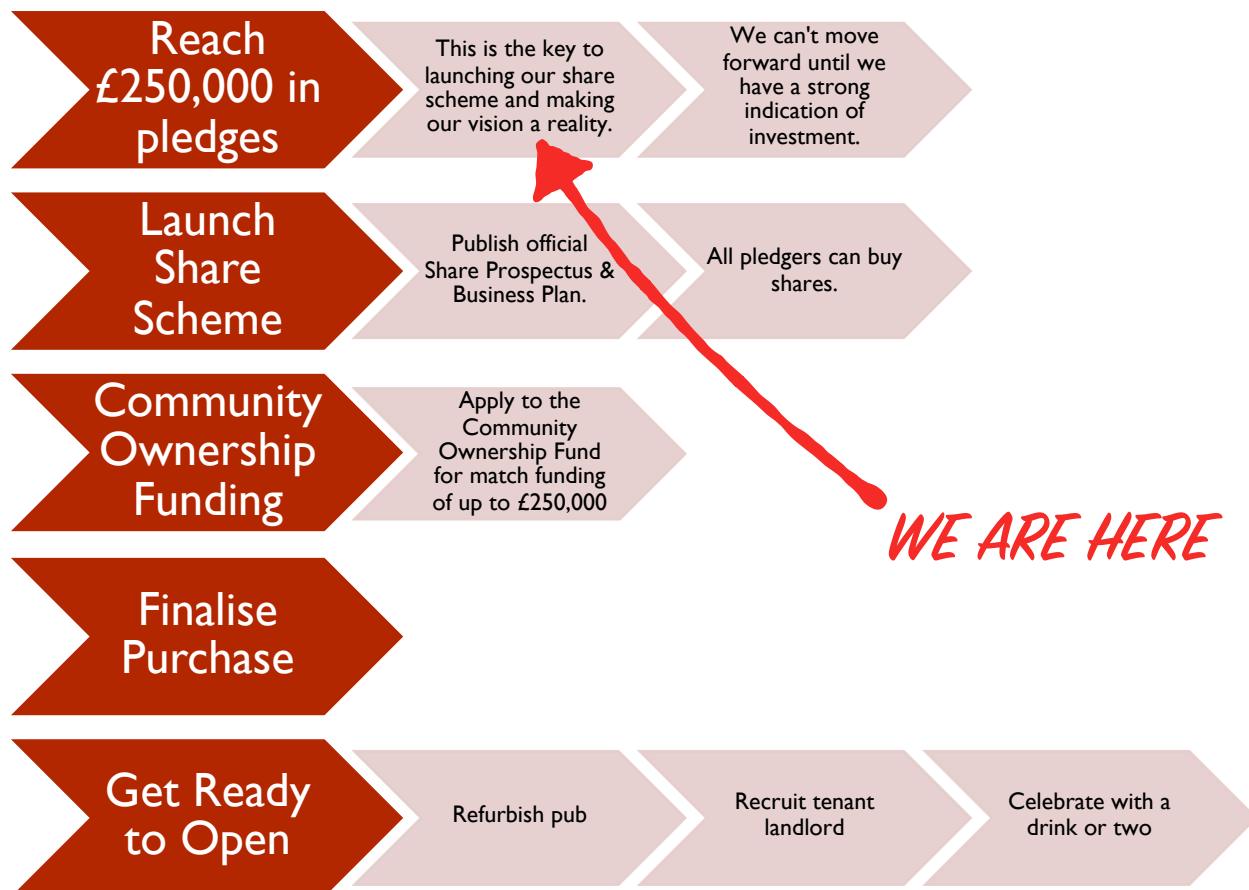 Reach
£250,000 in
pledges
This is the key to
launching our share
scheme and making
our vision a reality.
We can't move
forward until we
have a strong
indication of
investment.
Launch
Share
Scheme
Publish official
Share Prospectus &
Business Plan.
All pledgers can buy
shares.
Community
Ownership
Funding
Apply to the
Community
Ownership Fund
for match funding
of up to £250,000
WE ARE HERE
Finalise
Purchase
Get Ready
to Open
Refurbish pub
Recruit tenant
landlord
Celebrate with a
drink or two